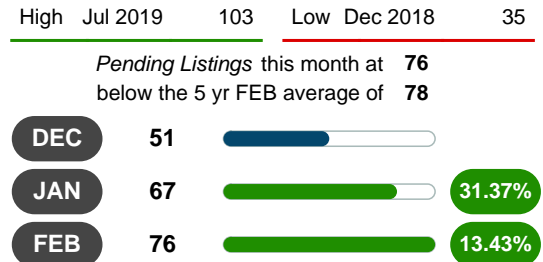 High Jul 2019 103 Low Dec 2018 35
Pending Listings this month at 76
below the 5 yr FEB average of 78
DEC 51
JAN 67 31.37%
FEB 76 13.43%